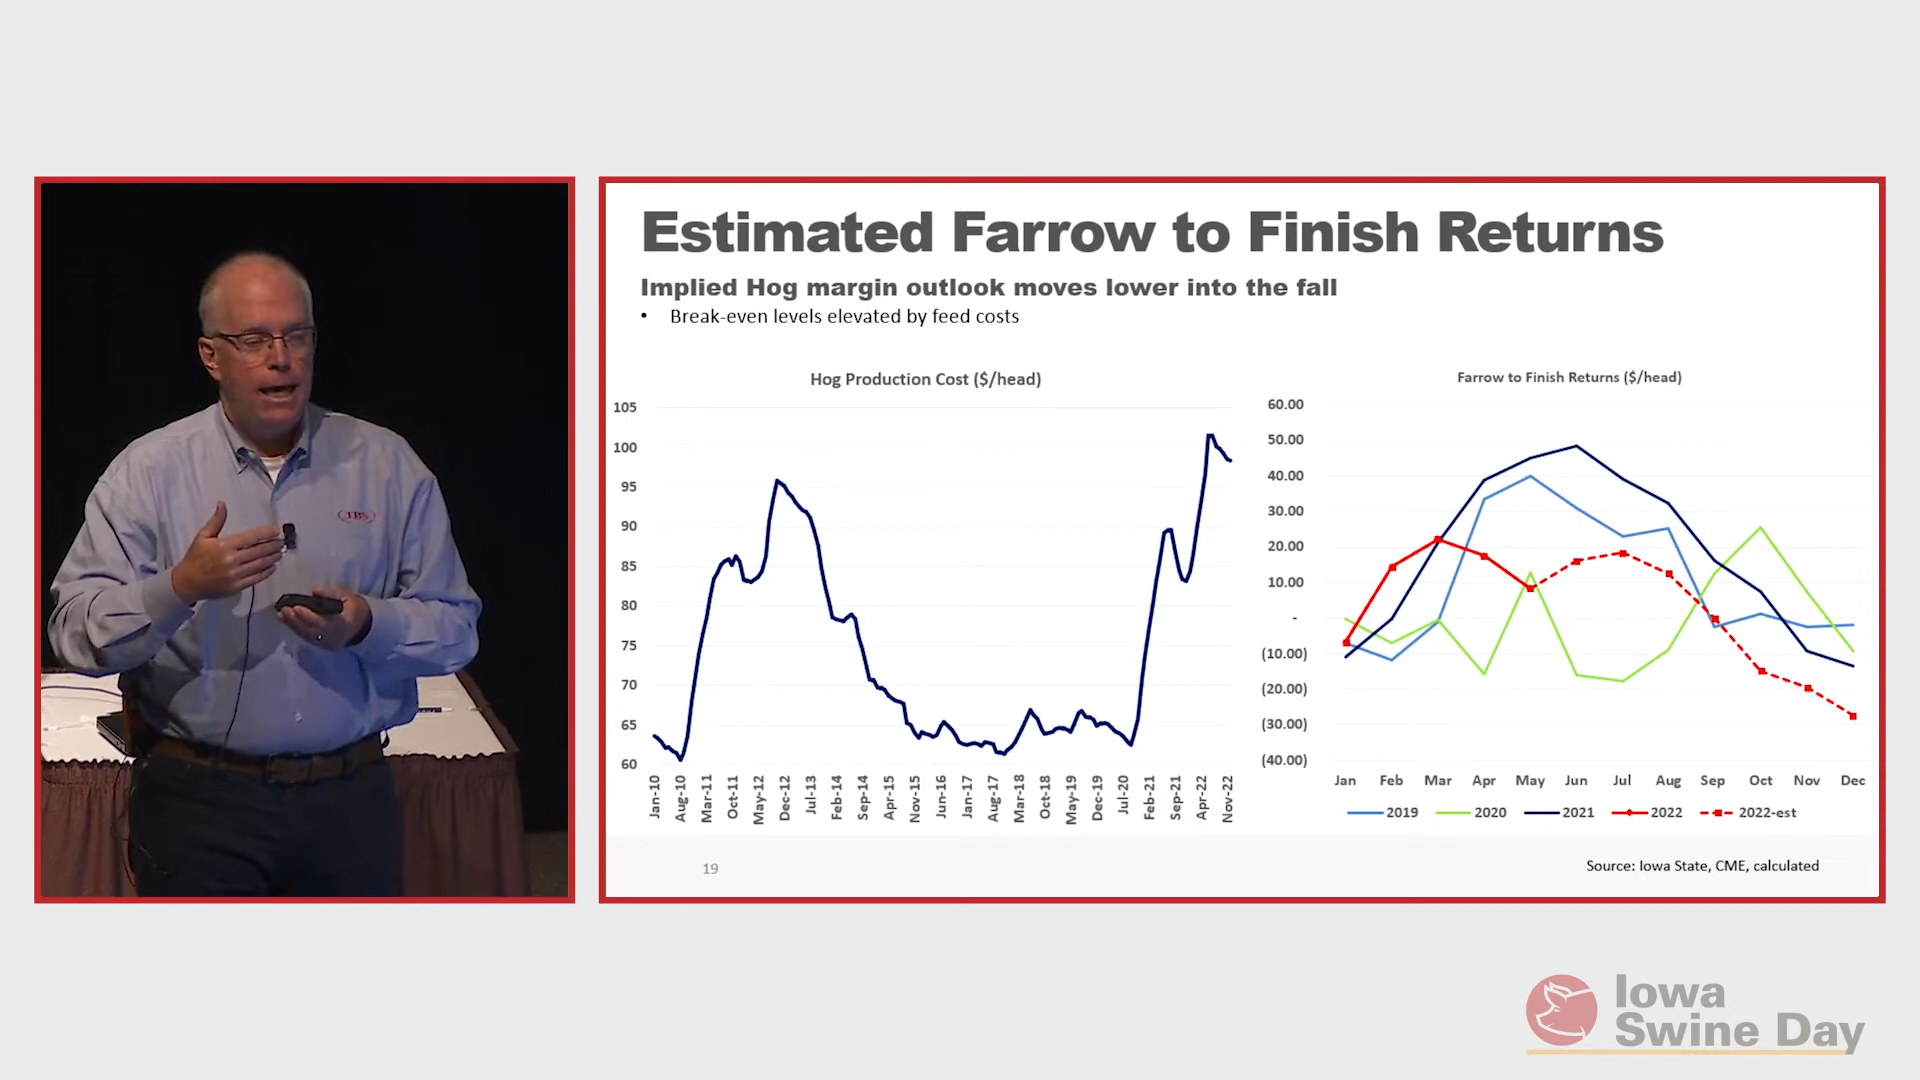 JBS
Estimated Farrow to Finish Returns
Implied Hog margin outlook moves lower into the fall
• Break-even levels elevated by feed costs
Hog Production Cost ($/head)
105
100
95
90
85
80
75
70
65
60
Jan-10 Aug-10 Mar-11 Oct-11 May-12 Dec-12 Jul-13 Feb-14 Sep-14 Apr-15 Nov-15 Jun-16 Jan-17 Aug-17 Mar-18 Oct-18 May-19 Dec-19 Jul-20 Feb-21 Sep-21 Apr-22 Nov-22
Farrow to Finish Returns ($/head)
60.00
50.00
40.00
30.00
20.00
10.00
-
(10.00)
(20.00)
(30.00)
(40.00)
Jan Feb Mar Apr May Jun Jul Aug Sep Oct Nov Dec
2019 2020 2021 2022 2022-est
19
Source: Iowa State, CME, calculated
Iowa
Swine Day